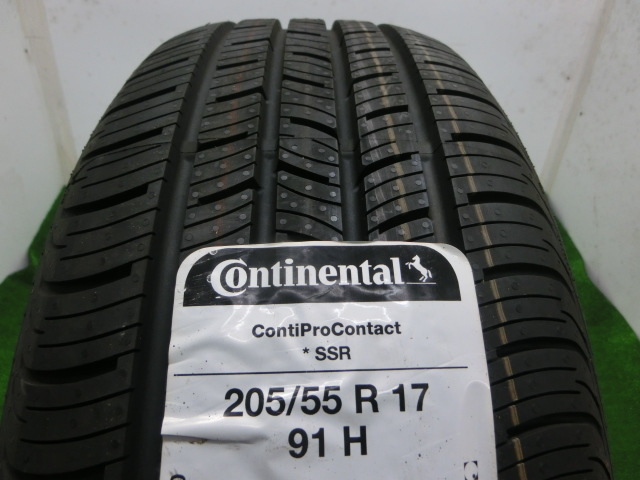 Continental
ContiProContact
* SSR
205/55 R 17
91 H